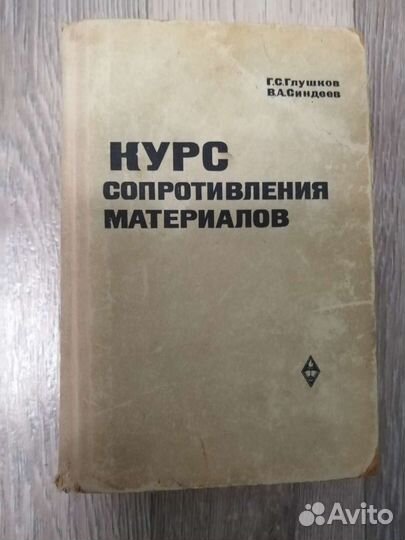 Г.С.Глушков
В.А.Синдеев
КУРС
СОПРОТИВЛЕНИЯ
МАТЕРИАЛОВ
Avito